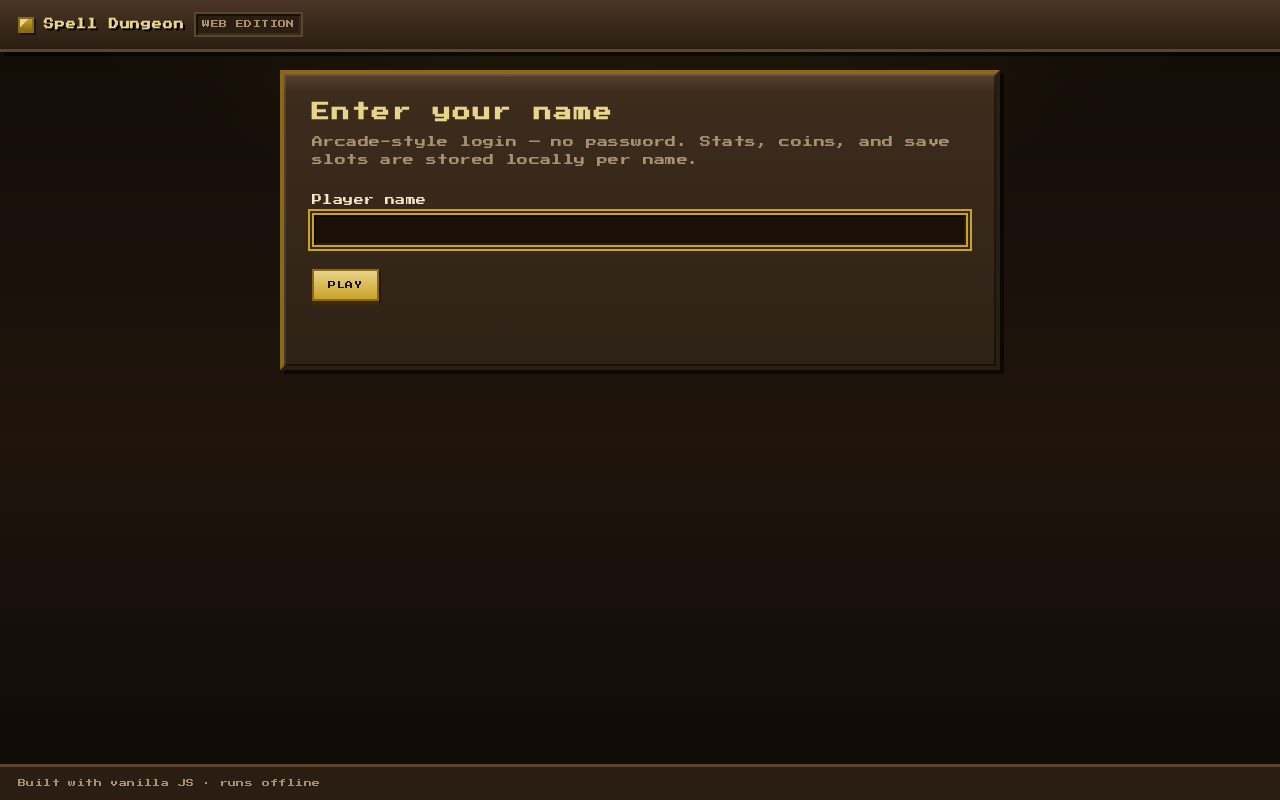 Spell Dungeon WEB EDITION
Enter your name
Arcade-style login — no password. Stats, coins, and save
slots are stored locally per name.
Player name
PLAY
Built with vanilla JS · runs offline